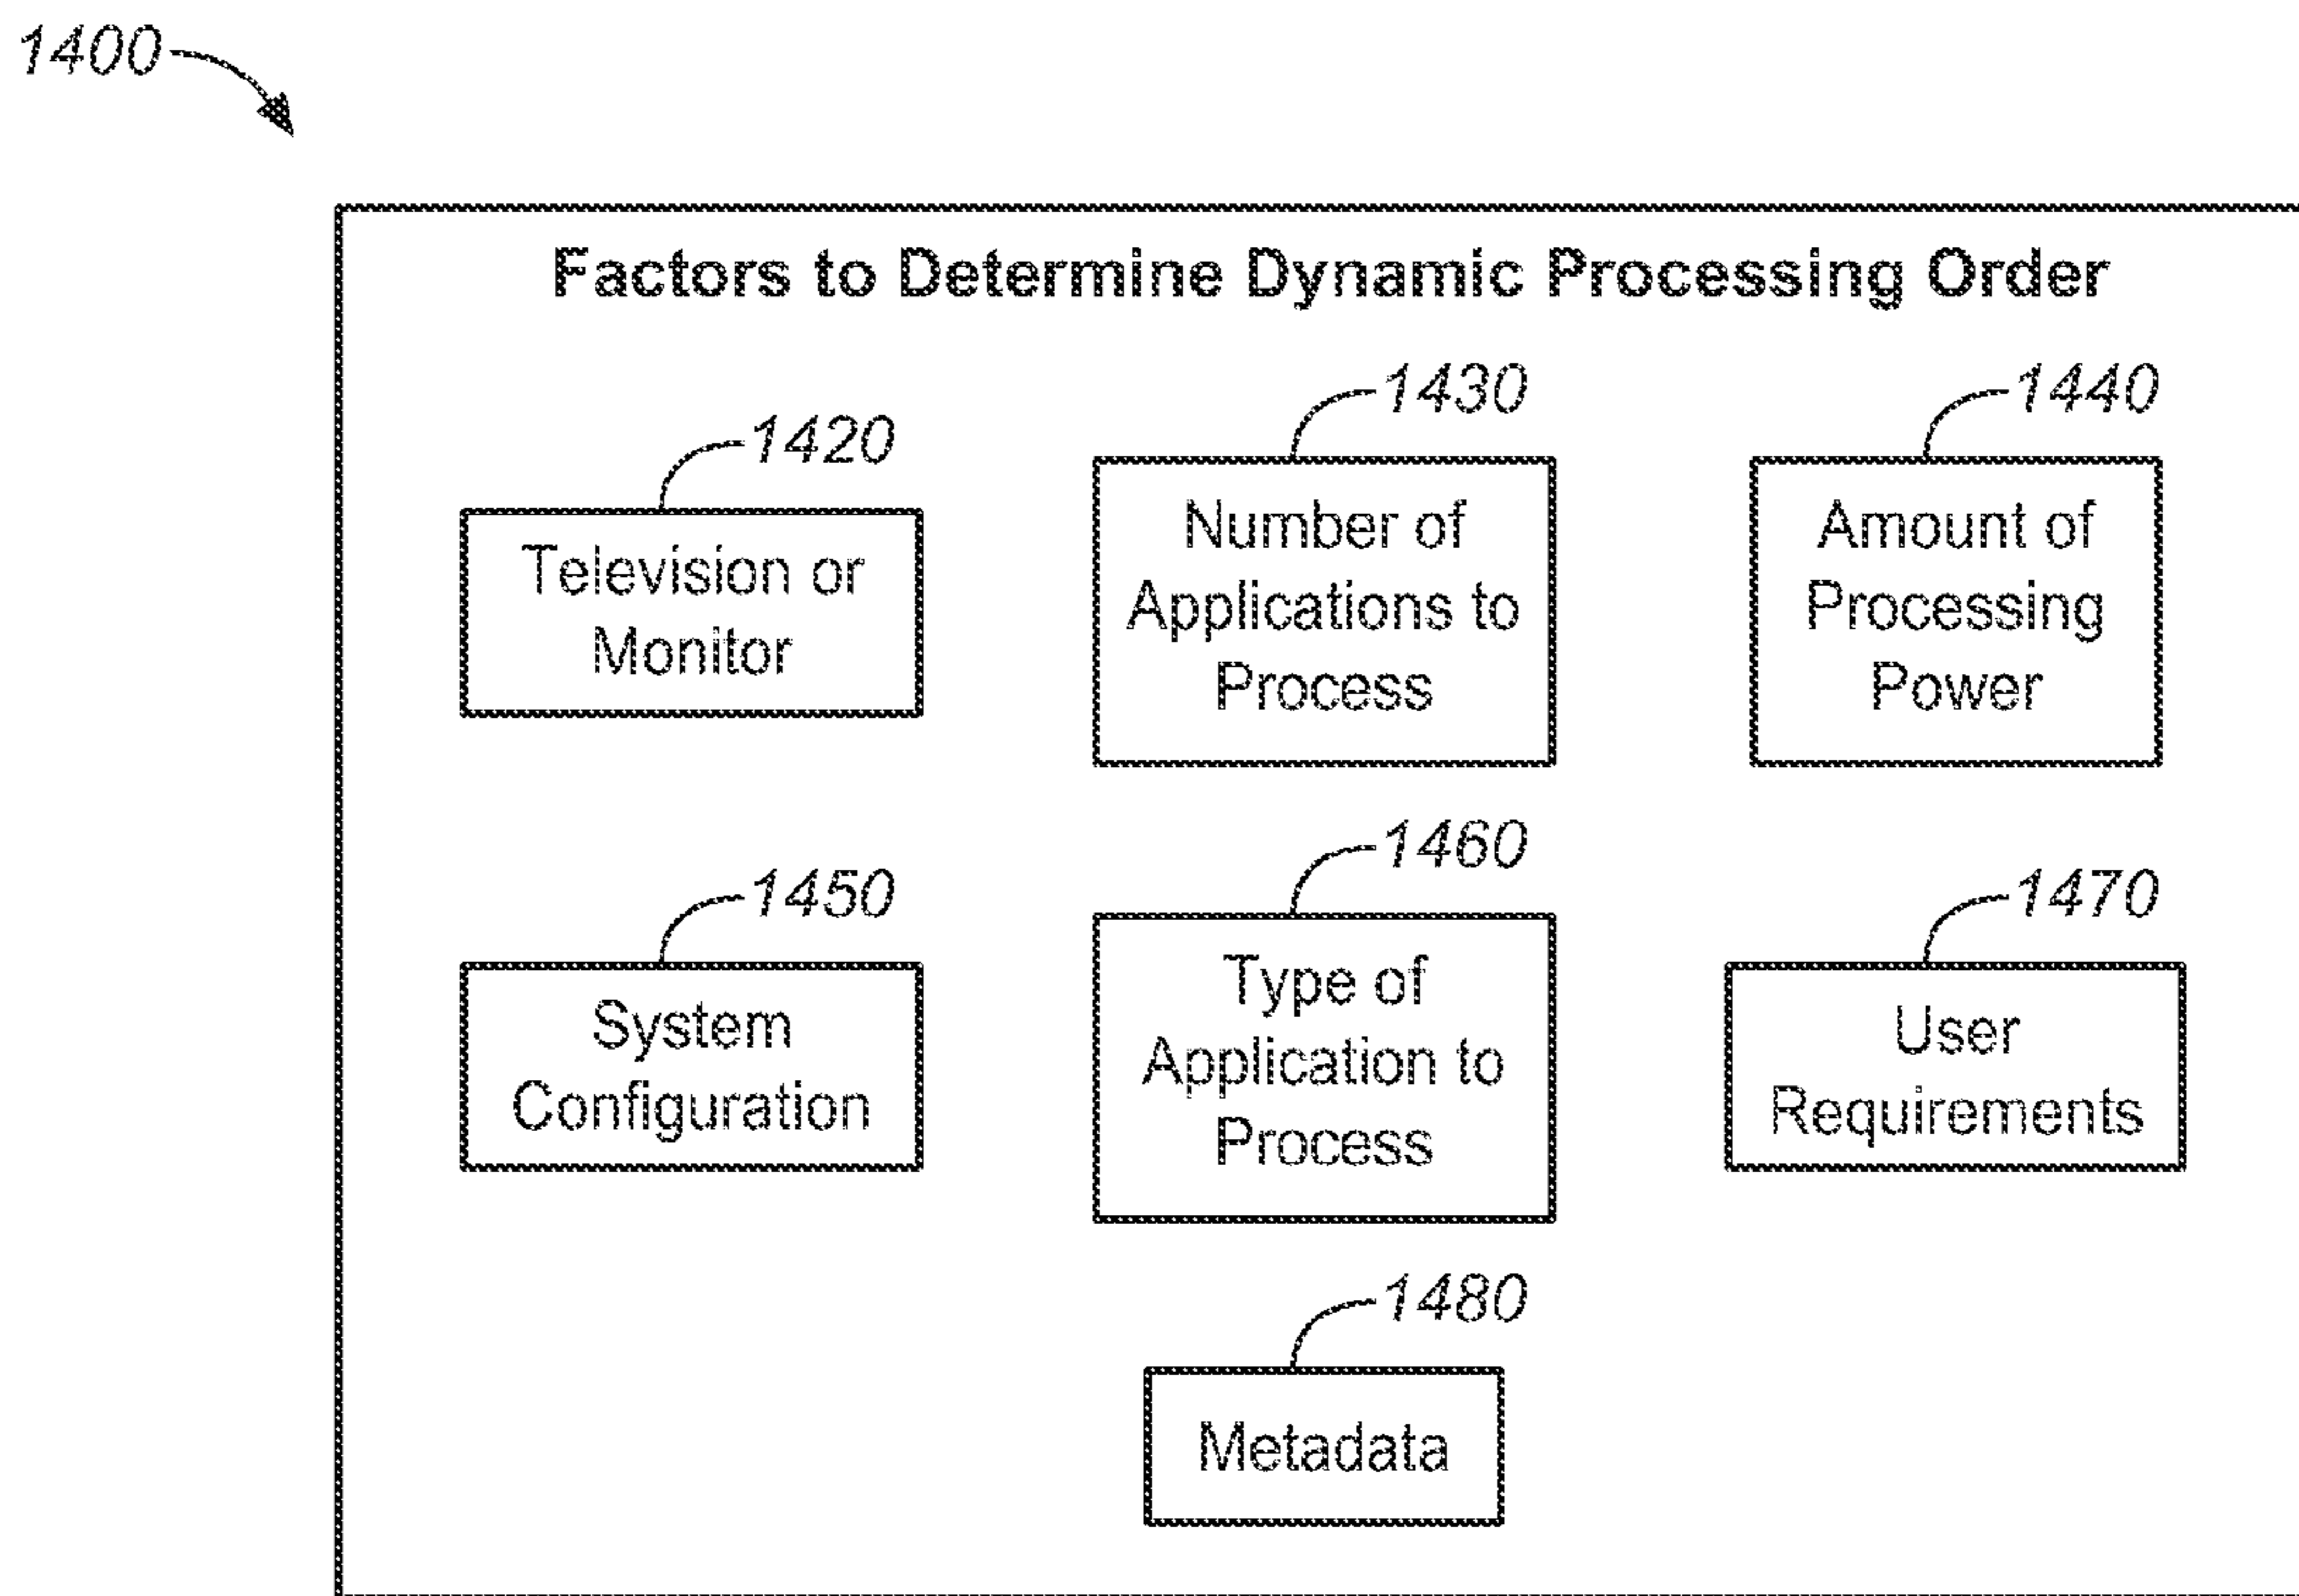 1400
Factors to Determine Dynamic Processing Order
1420
Television or
Monitor
1430
Number of
Applications to
Process
1440
Amount of
Processing
Power
1450
System
Configuration
1460
Type of
Application to
Process
1470
User
Requirements
1480
Metadata